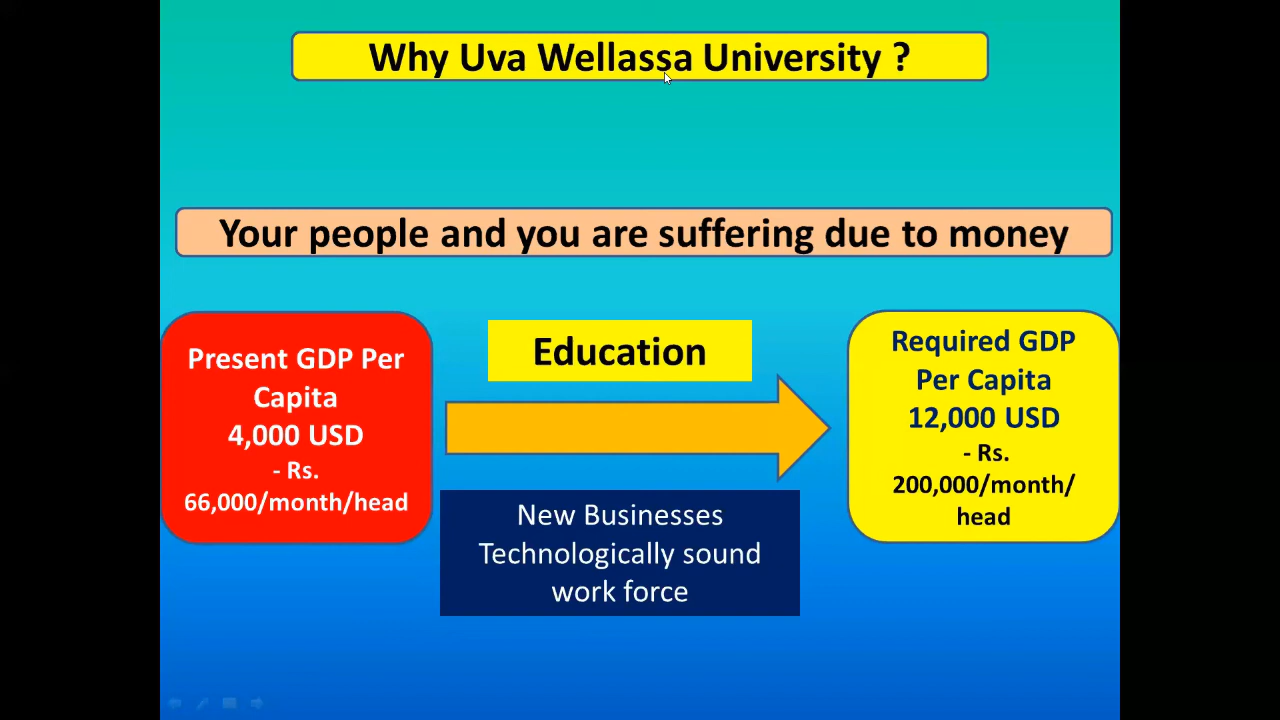 Why Uva Wellassa University ?
Your people and you are suffering due to money
Present GDP Per
Capita
4,000 USD
- Rs.
66,000/month/head
Education
New Businesses
Technologically sound
work force
Required GDP
Per Capita
12,000 USD
- Rs.
200,000/month/
head